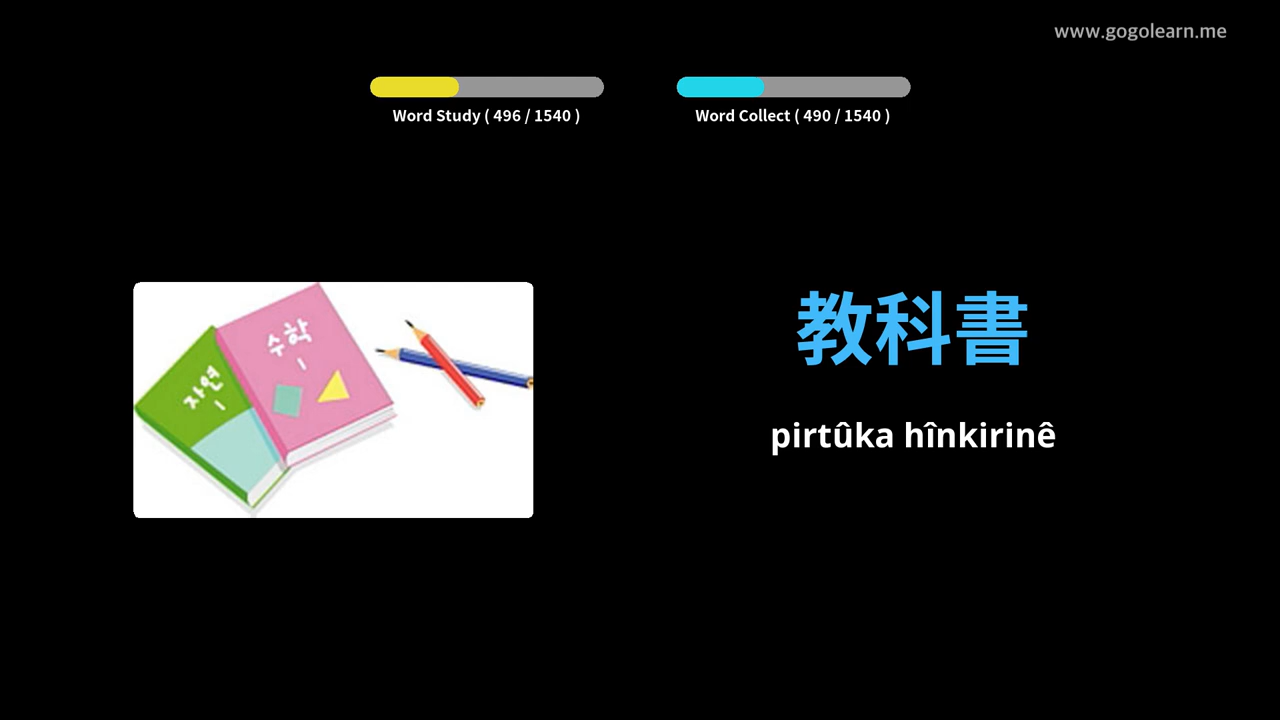 www.gogolearn.me
Word Study ( 496 / 1540 )
Word Collect ( 490 / 1540 )
수학
1
자연
1
教科書
pirtûka hînkirinê